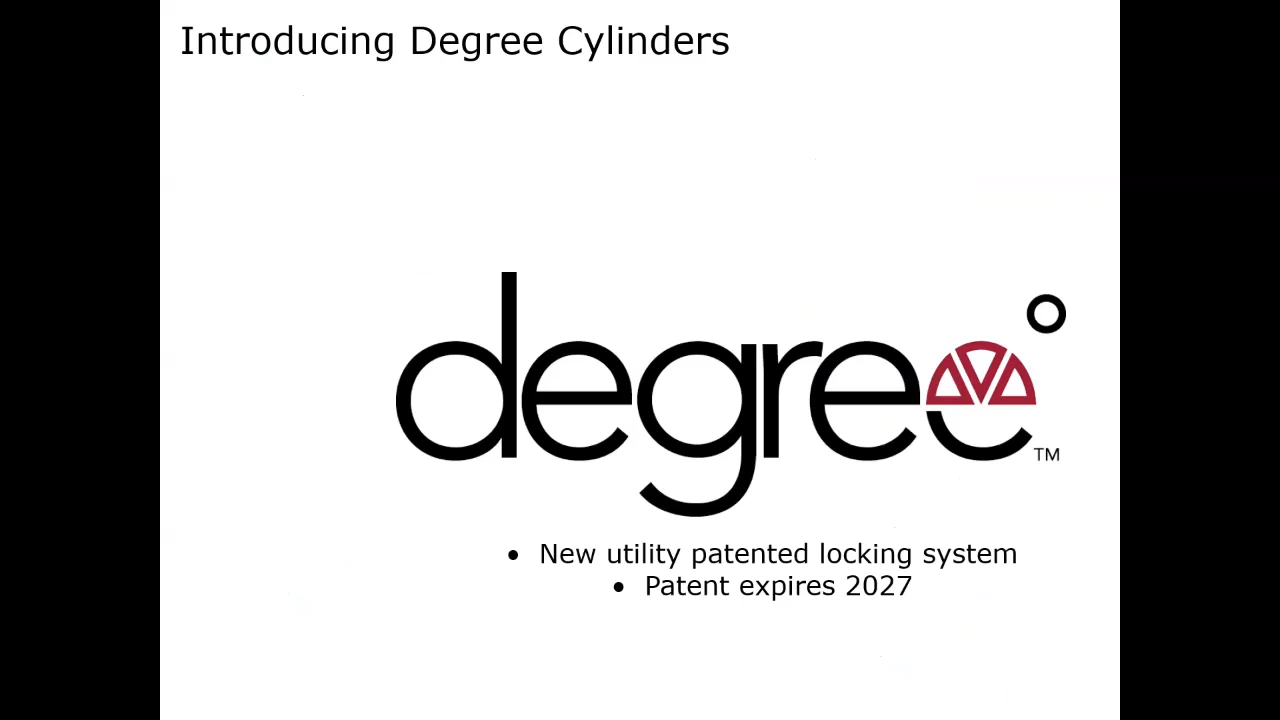 Introducing Degree Cylinders
degree°
TM
• New utility patented locking system
• Patent expires 2027